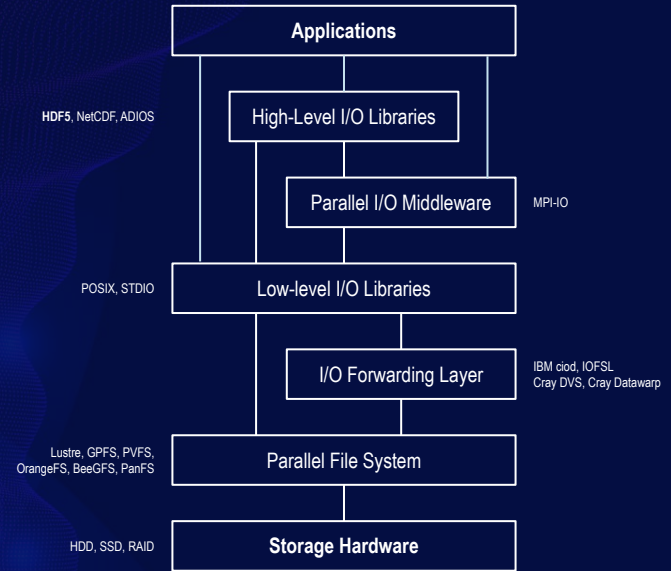 Applications
HDF5, NetCDF, ADIOS
High-Level I/O Libraries
Parallel I/O Middleware
MPI-IO
POSIX, STDIO
Low-level I/O Libraries
I/O Forwarding Layer
IBM ciod, IOFSL
Cray DVS, Cray Datawarp
Lustre, GPFS, PVFS,
OrangeFS, BeeGFS, PanFS
Parallel File System
HDD, SSD, RAID
Storage Hardware